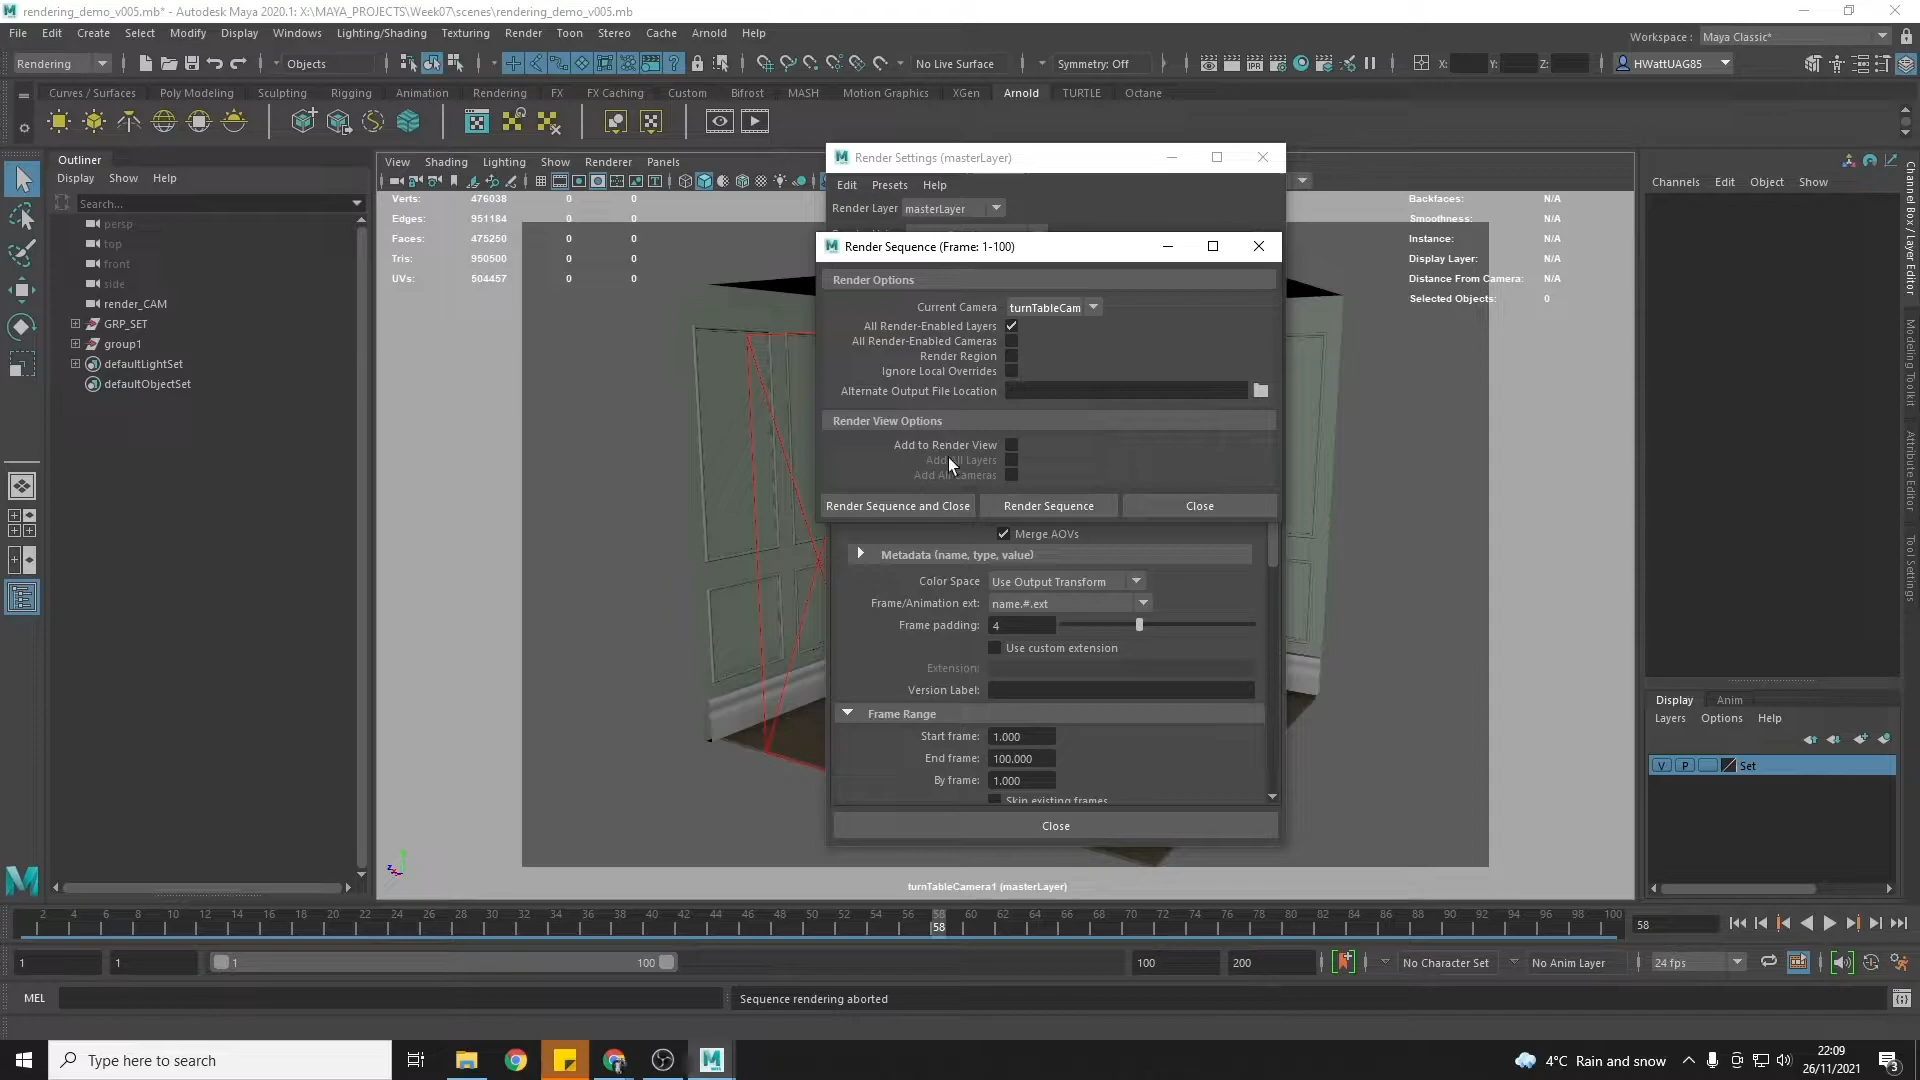 rendering_demo_v005.mb* - Autodesk Maya 2020.1: X:\MAYA_PROJECTS\Week07\scenes\rendering_demo_v005.mb
File Edit Create Select Modify Display Windows Lighting/Shading Texturing Render Toon Stereo Cache Arnold Help
Workspace : Maya Classic*
Rendering Objects No Live Surface Symmetry: Off X: Y: Z: HWattUAG85
Curves / Surfaces Poly Modeling Sculpting Rigging Animation Rendering FX FX Caching Custom Bifrost MASH Motion Graphics XGen Arnold TURTLE Octane
Outliner
Display Show Help
Search...
persp
top
front
side
render_CAM
GRP_SET
group1
defaultLightSet
defaultObjectSet
View Shading Lighting Show Renderer Panels
Verts: 476038 0 0
Edges: 951184 0 0
Faces: 475250 0 0
Tris: 950500 0 0
UVs: 504457 0 0
Backfaces: N/A
Smoothness: N/A
Instance: N/A
Display Layer: N/A
Distance From Camera: N/A
Selected Objects: 0
Render Settings (masterLayer)
Edit Presets Help
Render Layer masterLayer
Render Sequence (Frame: 1-100)
Render Options
Current Camera turnTableCam
All Render-Enabled Layers
All Render-Enabled Cameras
Render Region
Ignore Local Overrides
Alternate Output File Location
Render View Options
Add to Render View
Add All Layers
Add All Cameras
Render Sequence and Close Render Sequence Close
Merge AOVs
Metadata (name, type, value)
Color Space Use Output Transform
Frame/Animation ext: name.#.ext
Frame padding: 4
Use custom extension
Extension:
Version Label:
Frame Range
Start frame: 1.000
End frame: 100.000
By frame: 1.000
Skip existing frames
Close
turnTableCamera1 (masterLayer)
Channels Edit Object Show
Channel Box / Layer Editor
Modeling Toolkit
Attribute Editor
Tool Settings
Display Anim
Layers Options Help
V P Set
2 4 6 8 10 12 14 16 18 20 22 24 26 28 30 32 34 36 38 40 42 44 46 48 50 52 54 56 58 60 62 64 66 68 70 72 74 76 78 80 82 84 86 88 90 92 94 96 98 100
58
58
1 1 1 100 100 200 No Character Set No Anim Layer 24 fps
MEL Sequence rendering aborted
Type here to search
4°C Rain and snow
22:09
26/11/2021
3